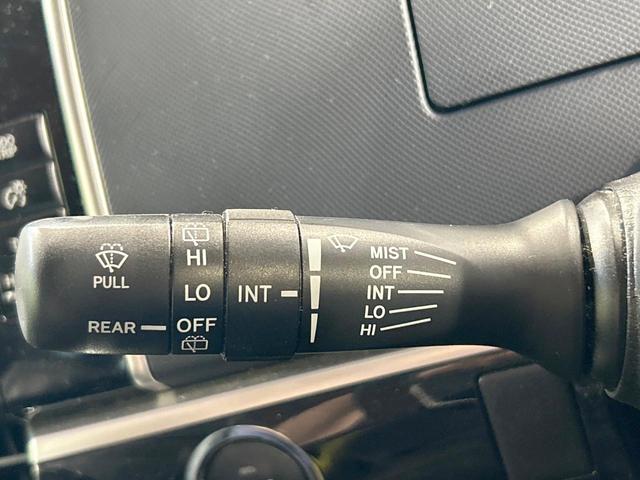 PULL
REAR
HI
LO
OFF
INT
MIST
OFF
INT
LO
HI